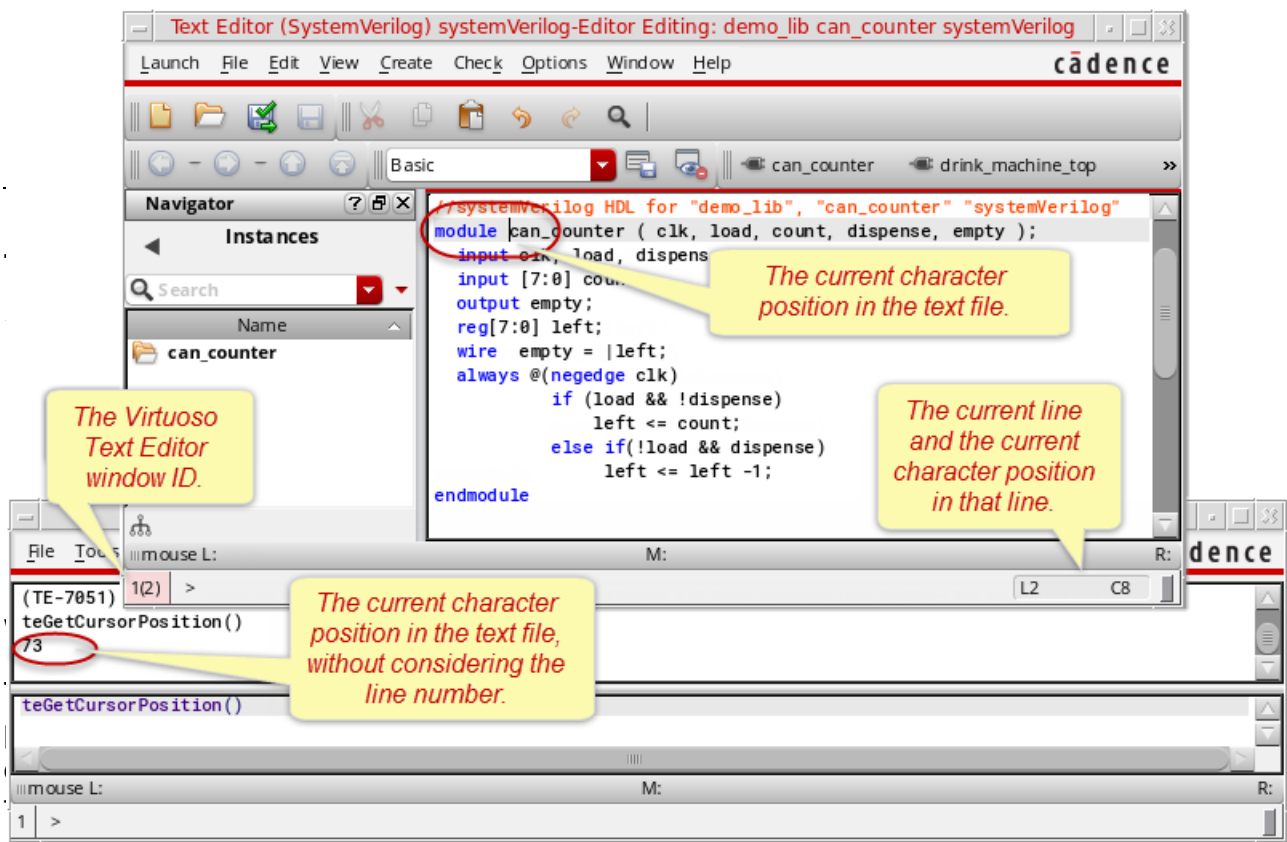 Text Editor (SystemVerilog) systemVerilog-Editor Editing: demo_lib can_counter systemVerilog
Launch File Edit View Create Check Options Window Help
cādence
Basic
can_counter
drink_machine_top
»
Navigator
Instances
Search
Name
can_counter
//systemVerilog HDL for "demo_lib", "can_counter" "systemVerilog"
module can_counter ( clk, load, count, dispense, empty );
input clk, load, dispens
input [7:0] cou
output empty;
reg[7:0] left;
wire empty = |left;
always @(negedge clk)
if (load && !dispense)
left <= count;
else if(!load && dispense)
left <= left -1;
endmodule
The current character
position in the text file.
The Virtuoso
Text Editor
window ID.
The current line
and the current
character position
in that line.
mouse L: M: R:
1(2) >
L2 C8
File Tools
dence
(TE-7051)
teGetCursorPosition()
73
The current character
position in the text file,
without considering the
line number.
teGetCursorPosition()
mouse L: M: R:
1 >